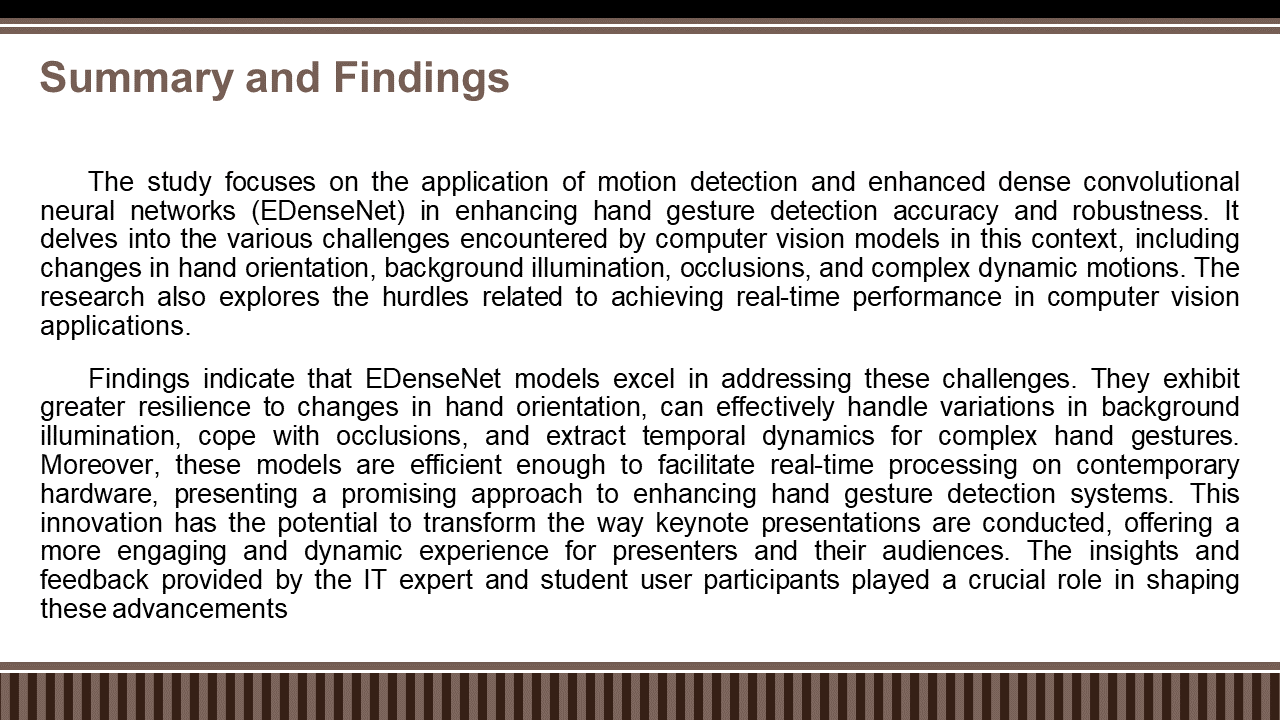 Summary and Findings
The study focuses on the application of motion detection and enhanced dense convolutional
neural networks (EDenseNet) in enhancing hand gesture detection accuracy and robustness. It
delves into the various challenges encountered by computer vision models in this context, including
changes in hand orientation, background illumination, occlusions, and complex dynamic motions. The
research also explores the hurdles related to achieving real-time performance in computer vision
applications.
Findings indicate that EDenseNet models excel in addressing these challenges. They exhibit
greater resilience to changes in hand orientation, can effectively handle variations in background
illumination, cope with occlusions, and extract temporal dynamics for complex hand gestures.
Moreover, these models are efficient enough to facilitate real-time processing on contemporary
hardware, presenting a promising approach to enhancing hand gesture detection systems. This
innovation has the potential to transform the way keynote presentations are conducted, offering a
more engaging and dynamic experience for presenters and their audiences. The insights and
feedback provided by the IT expert and student user participants played a crucial role in shaping
these advancements